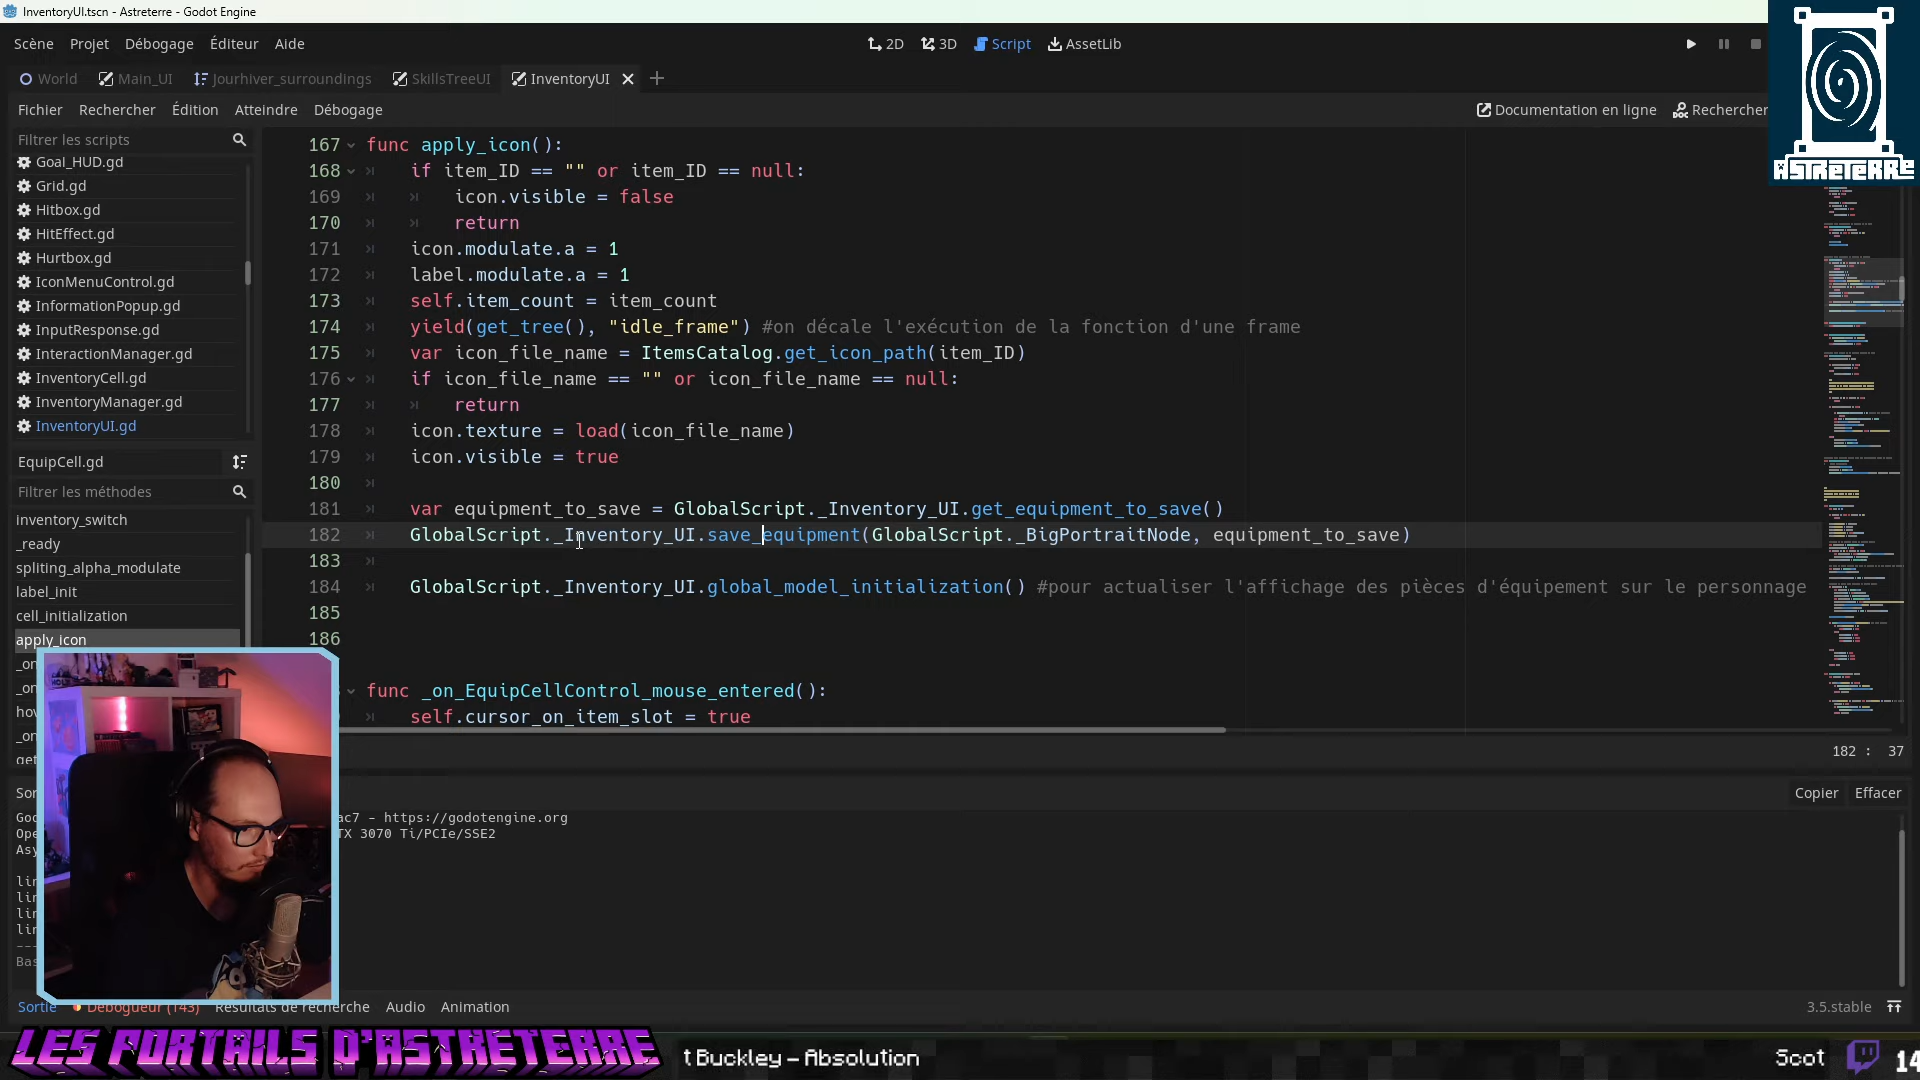 InventoryUI.tscn - Astreterre - Godot Engine
Scène Projet Débogage Éditeur Aide
2D 3D Script AssetLib
World Main_UI Jourhiver_surroundings SkillsTreeUI InventoryUI
Fichier Rechercher Édition Atteindre Débogage
Documentation en ligne Rechercher
ASTRETERRE
Filtrer les scripts
Goal_HUD.gd
Grid.gd
Hitbox.gd
HitEffect.gd
Hurtbox.gd
IconMenuControl.gd
InformationPopup.gd
InputResponse.gd
InteractionManager.gd
InventoryCell.gd
InventoryManager.gd
InventoryUI.gd
EquipCell.gd
Filtrer les méthodes
inventory_switch
_ready
spliting_alpha_modulate
label_init
cell_initialization
apply_icon
167 func apply_icon():
168 if item_ID == "" or item_ID == null:
169 icon.visible = false
170 return
171 icon.modulate.a = 1
172 label.modulate.a = 1
173 self.item_count = item_count
174 yield(get_tree(), "idle_frame") #on décale l'exécution de la fonction d'une frame
175 var icon_file_name = ItemsCatalog.get_icon_path(item_ID)
176 if icon_file_name == "" or icon_file_name == null:
177 return
178 icon.texture = load(icon_file_name)
179 icon.visible = true
180
181 var equipment_to_save = GlobalScript._Inventory_UI.get_equipment_to_save()
182 GlobalScript._Inventory_UI.save_equipment(GlobalScript._BigPortraitNode, equipment_to_save)
183
184 GlobalScript._Inventory_UI.global_model_initialization() #pour actualiser l'affichage des pièces d'équipement sur le personnage
185
186
func _on_EquipCellControl_mouse_entered():
self.cursor_on_item_slot = true
182 : 37
Copier Effacer
ac7 - https://godotengine.org
TX 3070 Ti/PCIe/SSE2
Sortie Débogueur (143) Résultats de recherche Audio Animation
3.5.stable
LES PORTAILS D'ASTRETERRE
t Buckley – Absolution
Scot
14